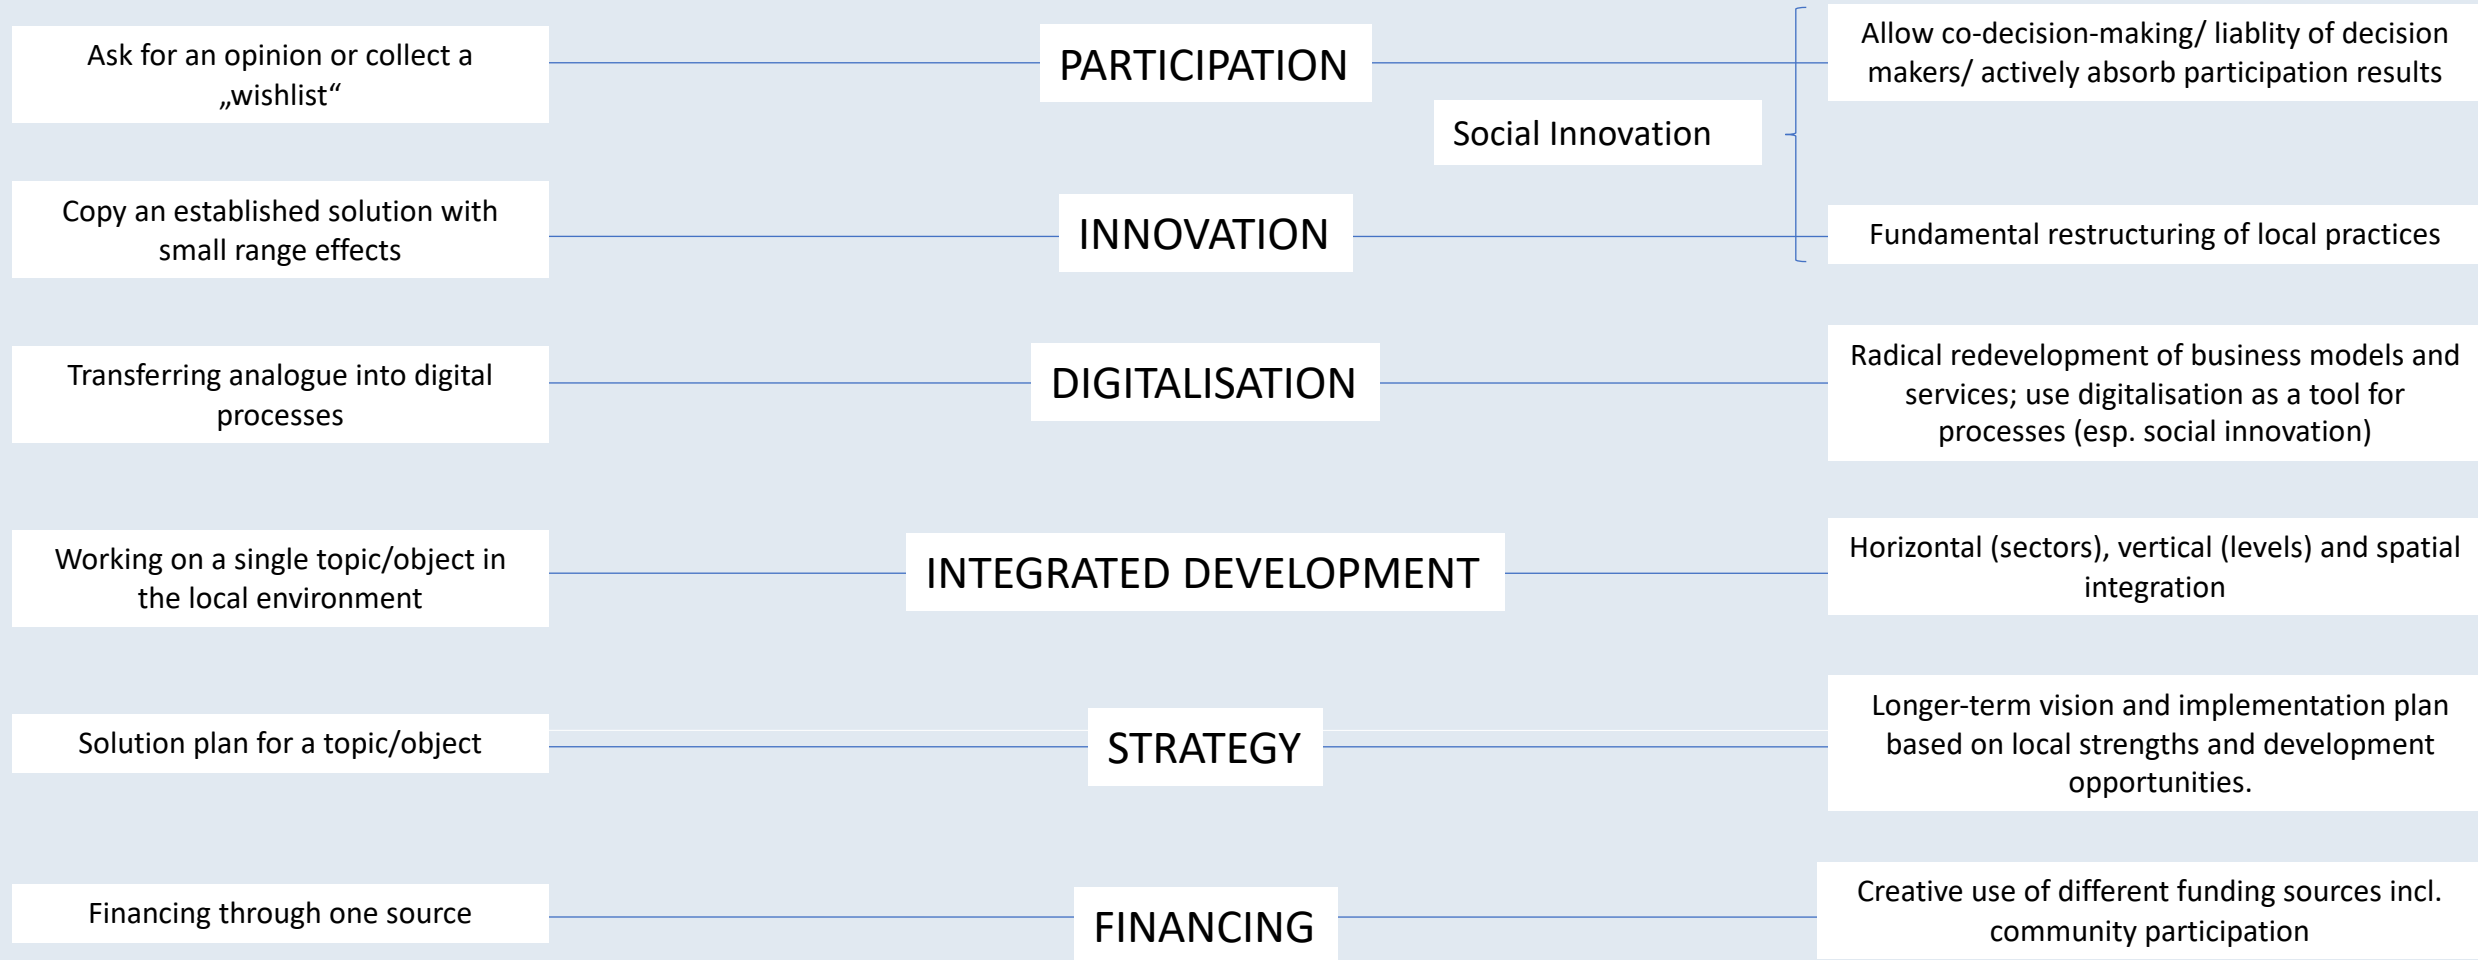 Ask for an opinion or collect a
„wishlist“
PARTICIPATION
Allow co-decision-making/ liablity of decision
makers/ actively absorb participation results
Social Innovation
Copy an established solution with
small range effects
INNOVATION
Fundamental restructuring of local practices
Transferring analogue into digital
processes
DIGITALISATION
Radical redevelopment of business models and
services; use digitalisation as a tool for
processes (esp. social innovation)
Working on a single topic/object in
the local environment
INTEGRATED DEVELOPMENT
Horizontal (sectors), vertical (levels) and spatial
integration
Solution plan for a topic/object
STRATEGY
Longer-term vision and implementation plan
based on local strengths and development
opportunities.
Financing through one source
FINANCING
Creative use of different funding sources incl.
community participation